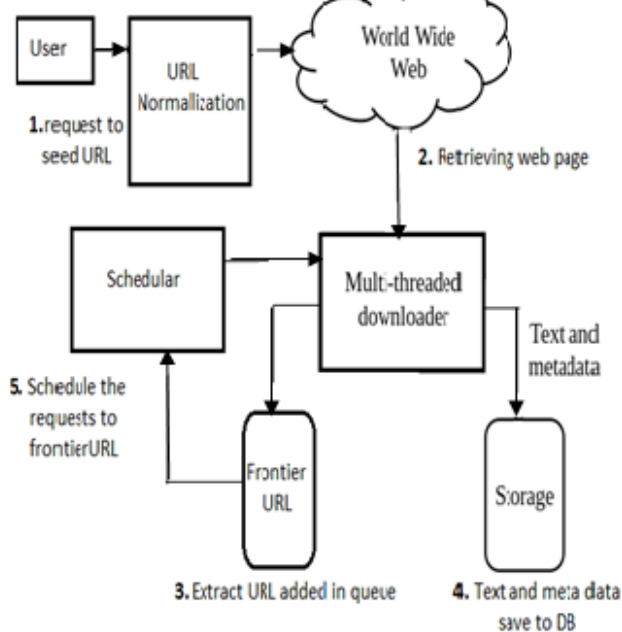 User
URL
Normallization
World Wide
Web
1.request to
seed URL
2. Retrieving web page
Schedular
Multi-threaded
downloader
Text and
metadata
5. Schedule the
requests to
frontierURL
Frontier
URL
Storage
3. Extract URL added in queue
4. Text and meta data
save to DB